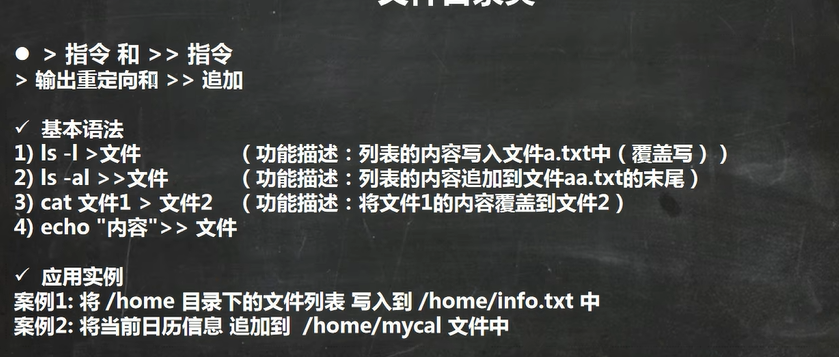 ● > 指令 和 >> 指令
> 输出重定向和 >> 追加
✓ 基本语法
1) ls -l >文件 （功能描述：列表的内容写入文件a.txt中（覆盖写））
2) ls -al >>文件 （功能描述：列表的内容追加到文件aa.txt的末尾）
3) cat 文件1 > 文件2 （功能描述：将文件1的内容覆盖到文件2）
4) echo "内容">> 文件
✓ 应用实例
案例1: 将 /home 目录下的文件列表 写入到 /home/info.txt 中
案例2: 将当前日历信息 追加到 /home/mycal 文件中